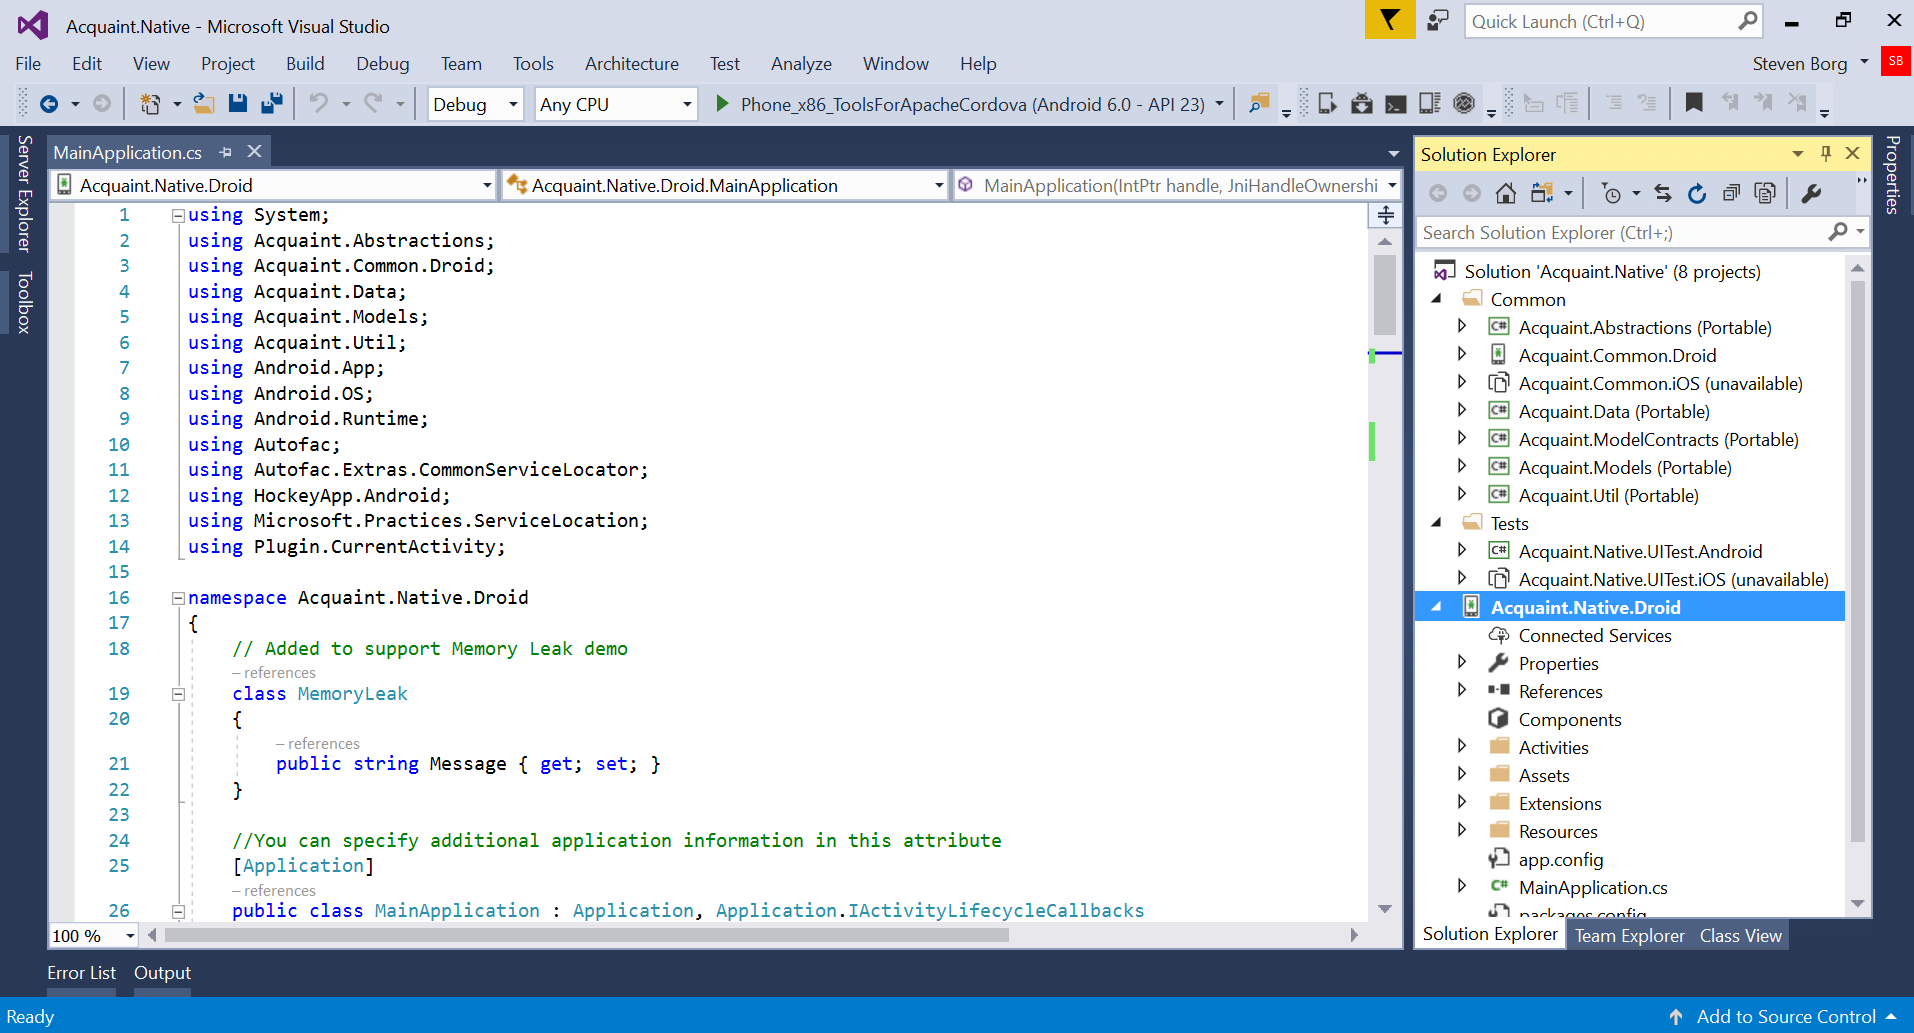 Acquaint.Native - Microsoft Visual Studio
Quick Launch (Ctrl+Q)
File Edit View Project Build Debug Team Tools Architecture Test Analyze Window Help
Steven Borg SB
Debug Any CPU Phone_x86_ToolsForApacheCordova (Android 6.0 - API 23)
Server Explorer
Toolbox
MainApplication.cs
Acquaint.Native.Droid Acquaint.Native.Droid.MainApplication MainApplication(IntPtr handle, JniHandleOwnershi
1 using System;
2 using Acquaint.Abstractions;
3 using Acquaint.Common.Droid;
4 using Acquaint.Data;
5 using Acquaint.Models;
6 using Acquaint.Util;
7 using Android.App;
8 using Android.OS;
9 using Android.Runtime;
10 using Autofac;
11 using Autofac.Extras.CommonServiceLocator;
12 using HockeyApp.Android;
13 using Microsoft.Practices.ServiceLocation;
14 using Plugin.CurrentActivity;
15
16 namespace Acquaint.Native.Droid
17 {
18 // Added to support Memory Leak demo
– references
19 class MemoryLeak
20 {
– references
21 public string Message { get; set; }
22 }
23
24 //You can specify additional application information in this attribute
25 [Application]
– references
26 public class MainApplication : Application, Application.IActivityLifecycleCallbacks
100 %
Solution Explorer
Search Solution Explorer (Ctrl+;)
Solution 'Acquaint.Native' (8 projects)
Common
C# Acquaint.Abstractions (Portable)
Acquaint.Common.Droid
Acquaint.Common.iOS (unavailable)
C# Acquaint.Data (Portable)
C# Acquaint.ModelContracts (Portable)
C# Acquaint.Models (Portable)
C# Acquaint.Util (Portable)
Tests
C# Acquaint.Native.UITest.Android
Acquaint.Native.UITest.iOS (unavailable)
Acquaint.Native.Droid
Connected Services
Properties
References
Components
Activities
Assets
Extensions
Resources
app.config
C# MainApplication.cs
packages.config
Solution Explorer Team Explorer Class View
Properties
Error List Output
Ready
Add to Source Control